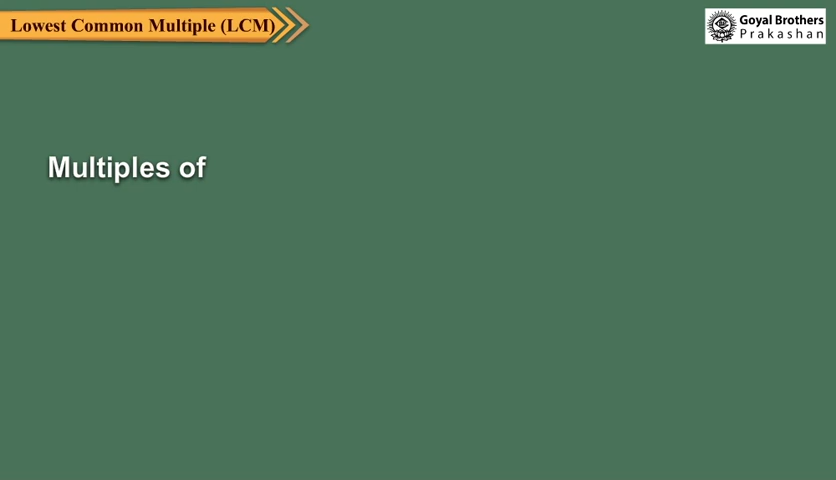 Lowest Common Multiple (LCM)
Goyal Brothers
Prakashan
Multiples of